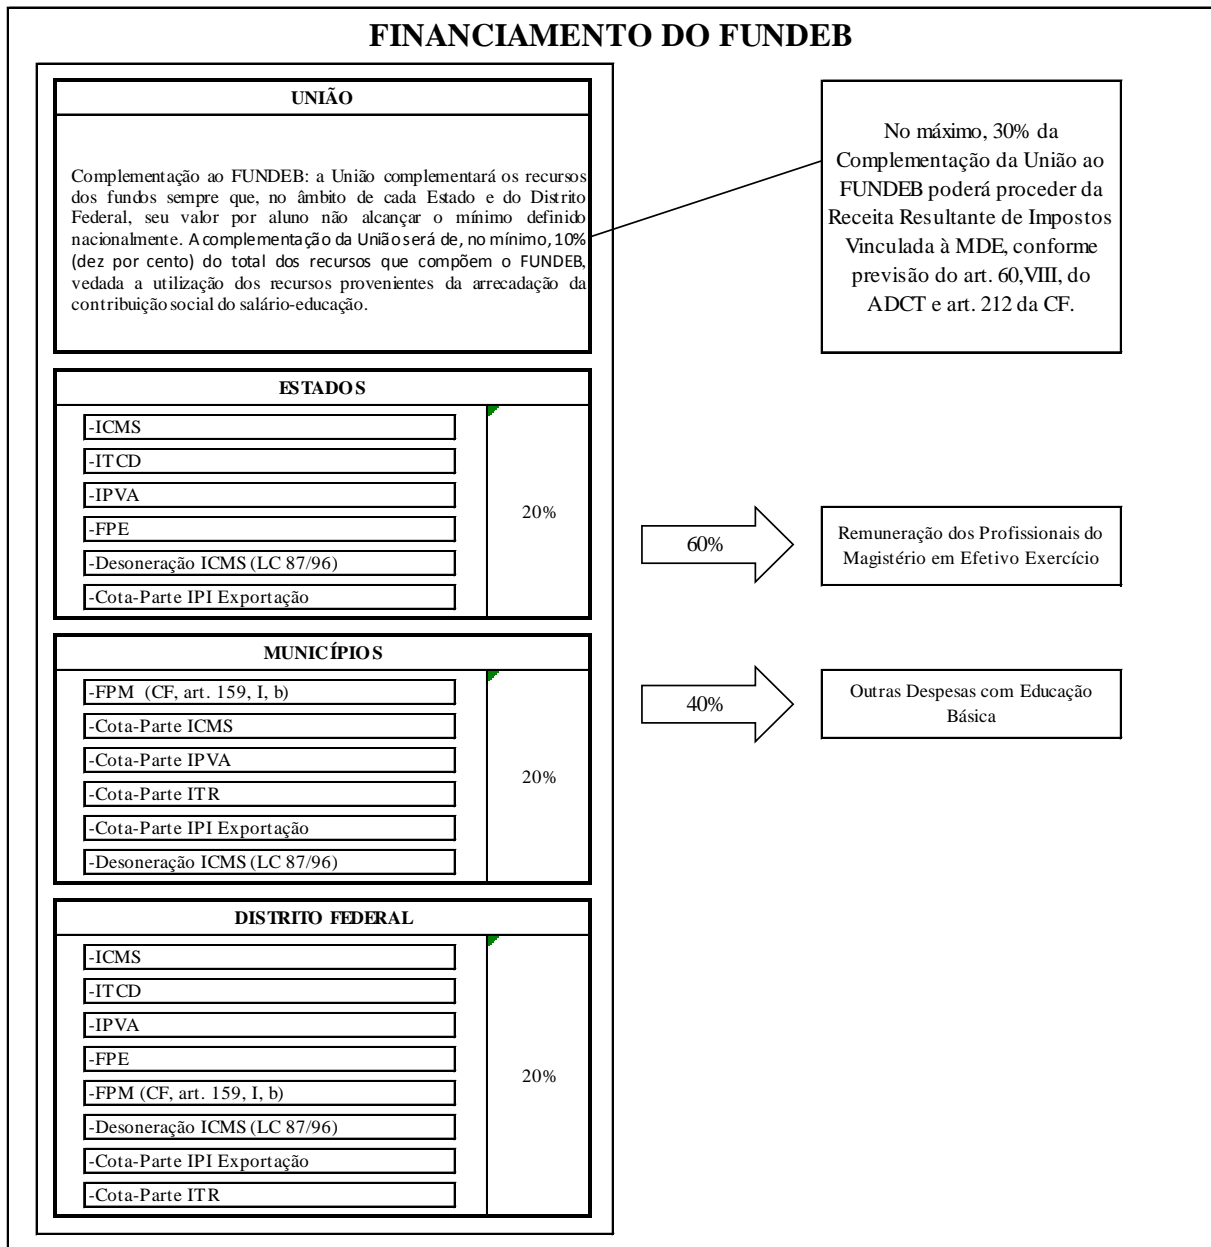 FINANCIAMENTO DO FUNDEB
UNIÃO
Complementação ao FUNDEB: a União complementará os recursos
dos fundos sempre que, no âmbito de cada Estado e do Distrito
Federal, seu valor por aluno não alcançar o mínimo definido
nacionalmente. A complementação da União será de, no mínimo, 10%
(dez por cento) do total dos recursos que compõem o FUNDEB,
vedada a utilização dos recursos provenientes da arrecadação da
contribuição social do salário-educação.
No máximo, 30% da
Complementação da União ao
FUNDEB poderá proceder da
Receita Resultante de Impostos
Vinculada à MDE, conforme
previsão do art. 60,VIII, do
ADCT e art. 212 da CF.
ESTADOS
-ICMS
-ITCD
-IPVA
-FPE
-Desoneração ICMS (LC 87/96)
-Cota-Parte IPI Exportação
20%
60%
Remuneração dos Profissionais do
Magistério em Efetivo Exercício
MUNICÍPIOS
-FPM (CF, art. 159, I, b)
-Cota-Parte ICMS
-Cota-Parte IPVA
-Cota-Parte ITR
-Cota-Parte IPI Exportação
-Desoneração ICMS (LC 87/96)
20%
40%
Outras Despesas com Educação
Básica
DISTRITO FEDERAL
-ICMS
-ITCD
-IPVA
-FPE
-FPM (CF, art. 159, I, b)
-Desoneração ICMS (LC 87/96)
-Cota-Parte IPI Exportação
-Cota-Parte ITR
20%